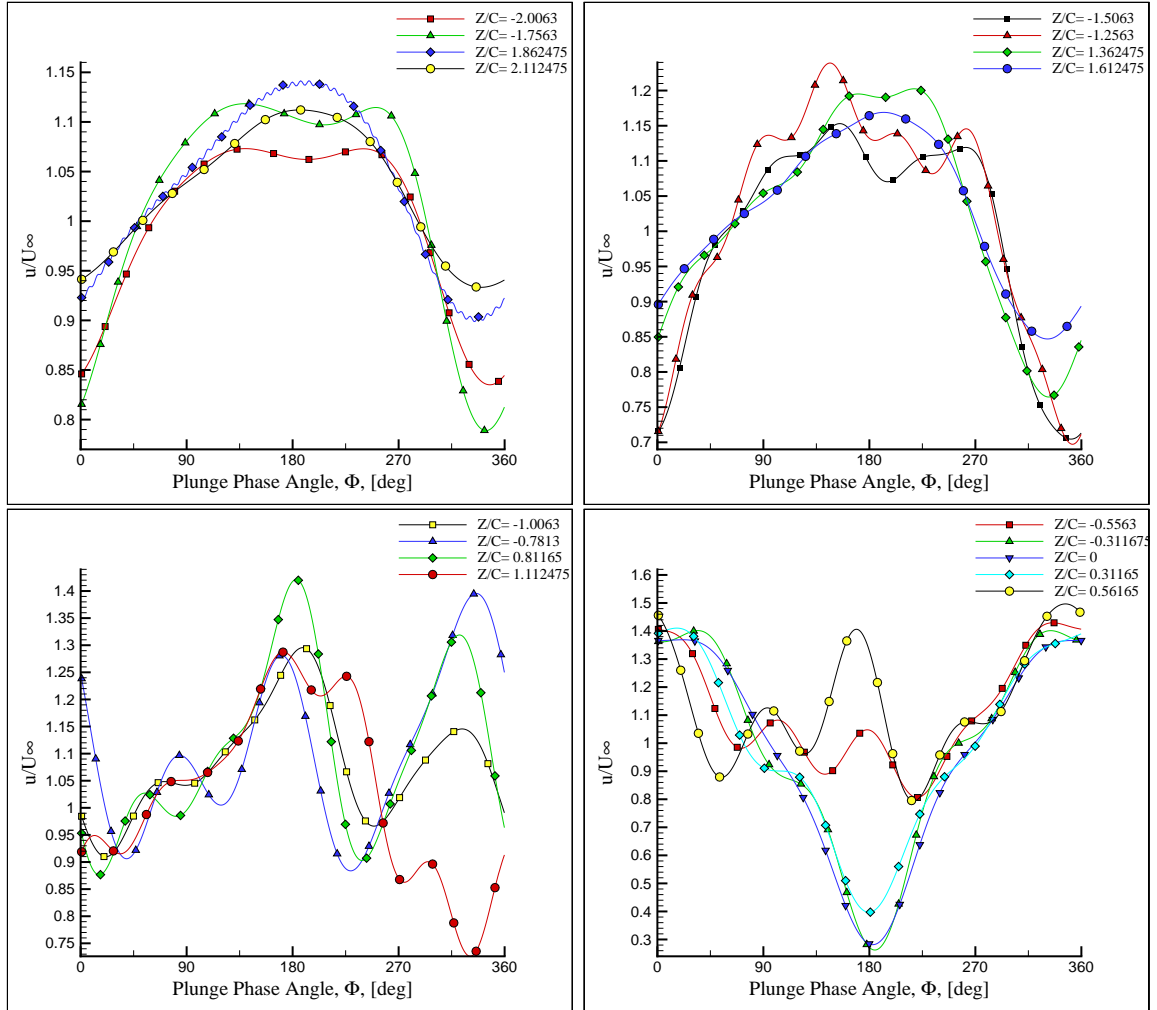 Z/C= -2.0063
Z/C= -1.7563
Z/C= 1.862475
Z/C= 2.112475
1.15
1.1
1.05
1
0.95
0.9
0.85
0.8
u/U∞
0 90 180 270 360
Plunge Phase Angle, Φ, [deg]
Z/C= -1.5063
Z/C= -1.2563
Z/C= 1.362475
Z/C= 1.612475
1.2
1.15
1.1
1.05
1
0.95
0.9
0.85
0.8
0.75
0.7
u/U∞
0 90 180 270 360
Plunge Phase Angle, Φ, [deg]
Z/C= -1.0063
Z/C= -0.7813
Z/C= 0.81165
Z/C= 1.112475
1.4
1.35
1.3
1.25
1.2
1.15
1.1
1.05
1
0.95
0.9
0.85
0.8
0.75
u/U∞
0 90 180 270 360
Plunge Phase Angle, Φ, [deg]
Z/C= -0.5563
Z/C= -0.311675
Z/C= 0
Z/C= 0.31165
Z/C= 0.56165
1.6
1.5
1.4
1.3
1.2
1.1
1
0.9
0.8
0.7
0.6
0.5
0.4
0.3
u/U∞
0 90 180 270 360
Plunge Phase Angle, Φ, [deg]